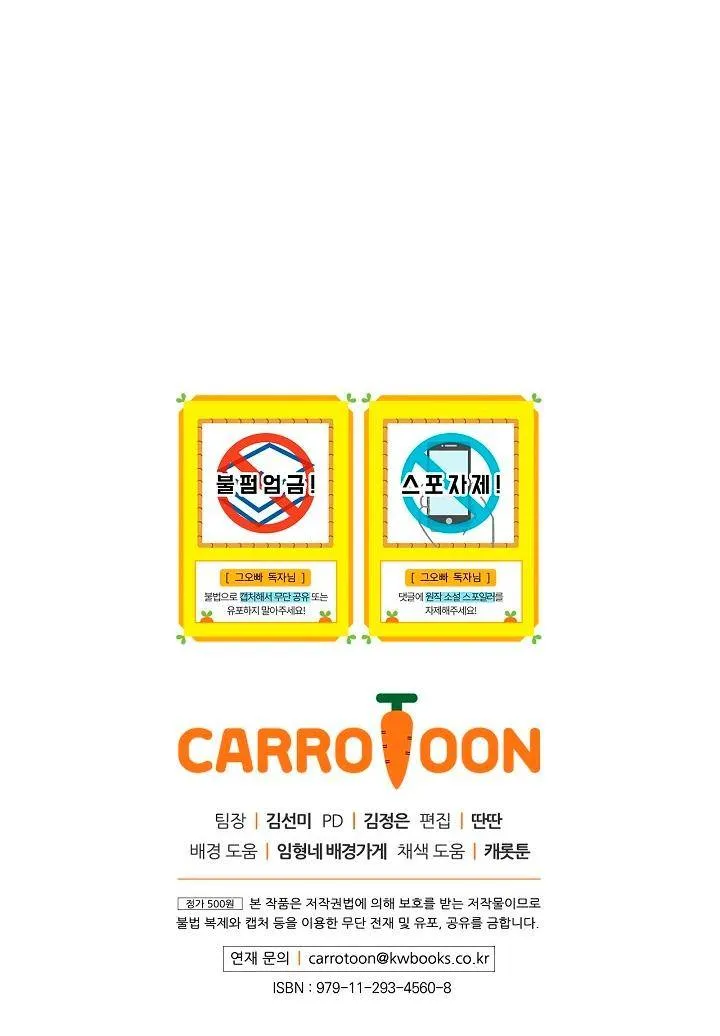 불펌엄금!
스포자제!
[ 그오빠 독자님 ]
불법으로 캡처해서 무단 공유 또는
유포하지 말아주세요!
[ 그오빠 독자님 ]
댓글에 원작 소설 스포일러를
자제해주세요!
CARROTOON
팀장 | 김선미 PD | 김정은 편집 | 딴딴
배경 도움 | 임형네 배경가게 채색 도움 | 캐롯툰
정가 500원 본 작품은 저작권법에 의해 보호를 받는 저작물이므로
불법 복제와 캡처 등을 이용한 무단 전재 및 유포, 공유를 금합니다.
연재 문의 | carrotoon@kwbooks.co.kr
ISBN : 979-11-293-4560-8